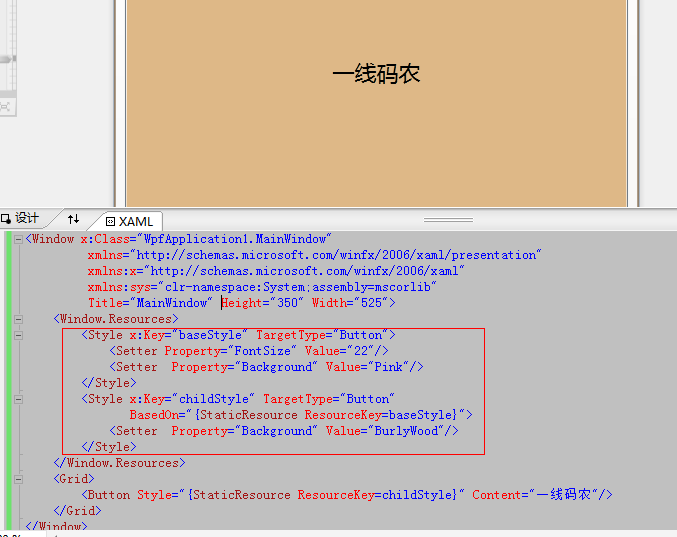 一线码农
设计
XAML
<Window x:Class="WpfApplication1.MainWindow"
xmlns="http://schemas.microsoft.com/winfx/2006/xaml/presentation"
xmlns:x="http://schemas.microsoft.com/winfx/2006/xaml"
xmlns:sys="clr-namespace:System;assembly=mscorlib"
Title="MainWindow" Height="350" Width="525">
<Window.Resources>
<Style x:Key="baseStyle" TargetType="Button">
<Setter Property="FontSize" Value="22"/>
<Setter  Property="Background" Value="Pink"/>
</Style>
<Style x:Key="childStyle" TargetType="Button"
BasedOn="{StaticResource ResourceKey=baseStyle}">
<Setter  Property="Background" Value="BurlyWood"/>
</Style>
</Window.Resources>
<Grid>
<Button Style="{StaticResource ResourceKey=childStyle}" Content="一线码农"/>
</Grid>
</Window>